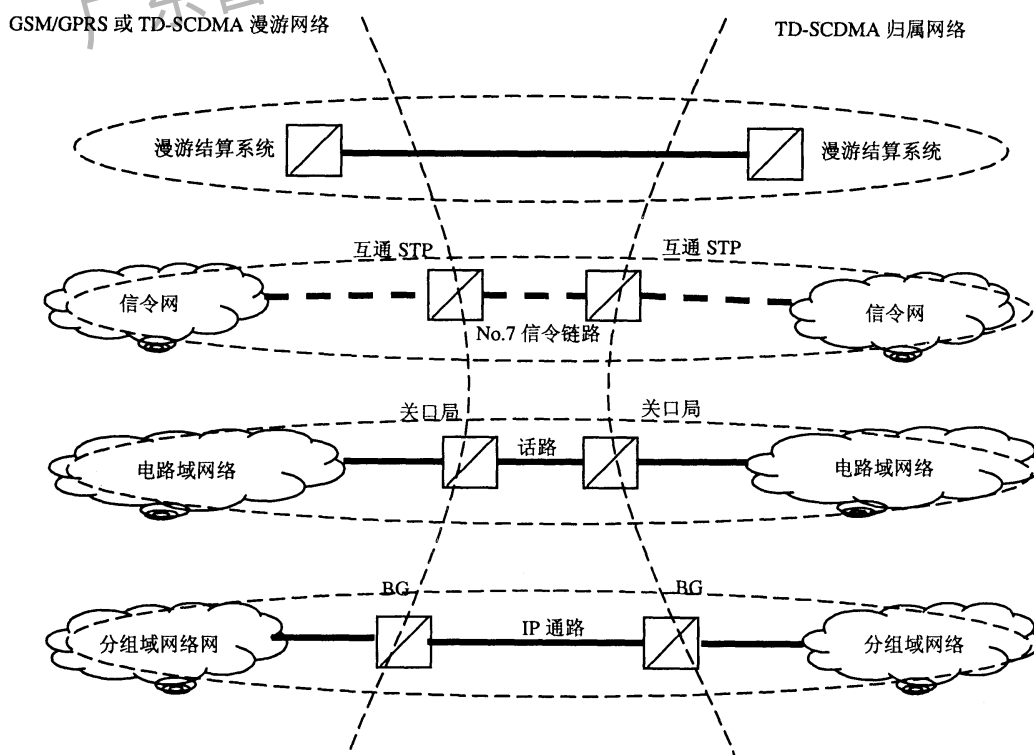 GSM/GPRS 或 TD-SCDMA 漫游网络
TD-SCDMA 归属网络
漫游结算系统
漫游结算系统
互通 STP
互通 STP
信令网
信令网
No.7 信令链路
关口局
关口局
话路
电路域网络
电路域网络
BG
BG
IP 通路
分组域网络网
分组域网络